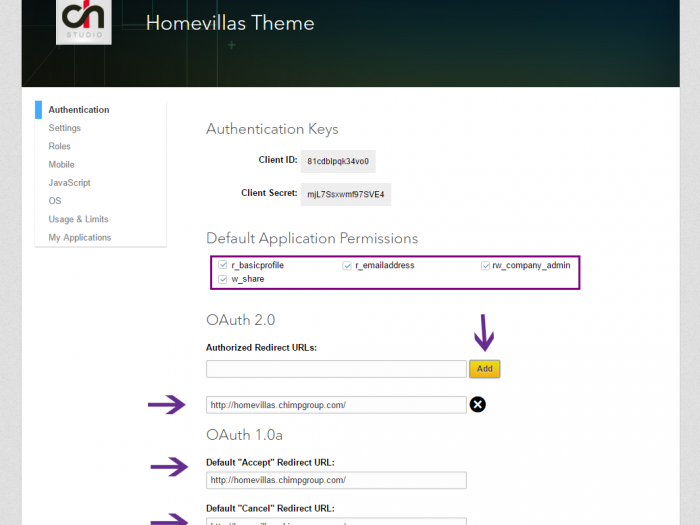 ch
STUDIO
Homevillas Theme
Authentication
Settings
Roles
Mobile
JavaScript
OS
Usage & Limits
My Applications
Authentication Keys
Client ID: 81cdblpqk34vo0
Client Secret: mjL7Ssxwmf97SVE4
Default Application Permissions
r_basicprofile r_emailaddress rw_company_admin
w_share
OAuth 2.0
Authorized Redirect URLs:
Add
http://homevillas.chimpgroup.com/
OAuth 1.0a
Default "Accept" Redirect URL:
http://homevillas.chimpgroup.com/
Default "Cancel" Redirect URL: